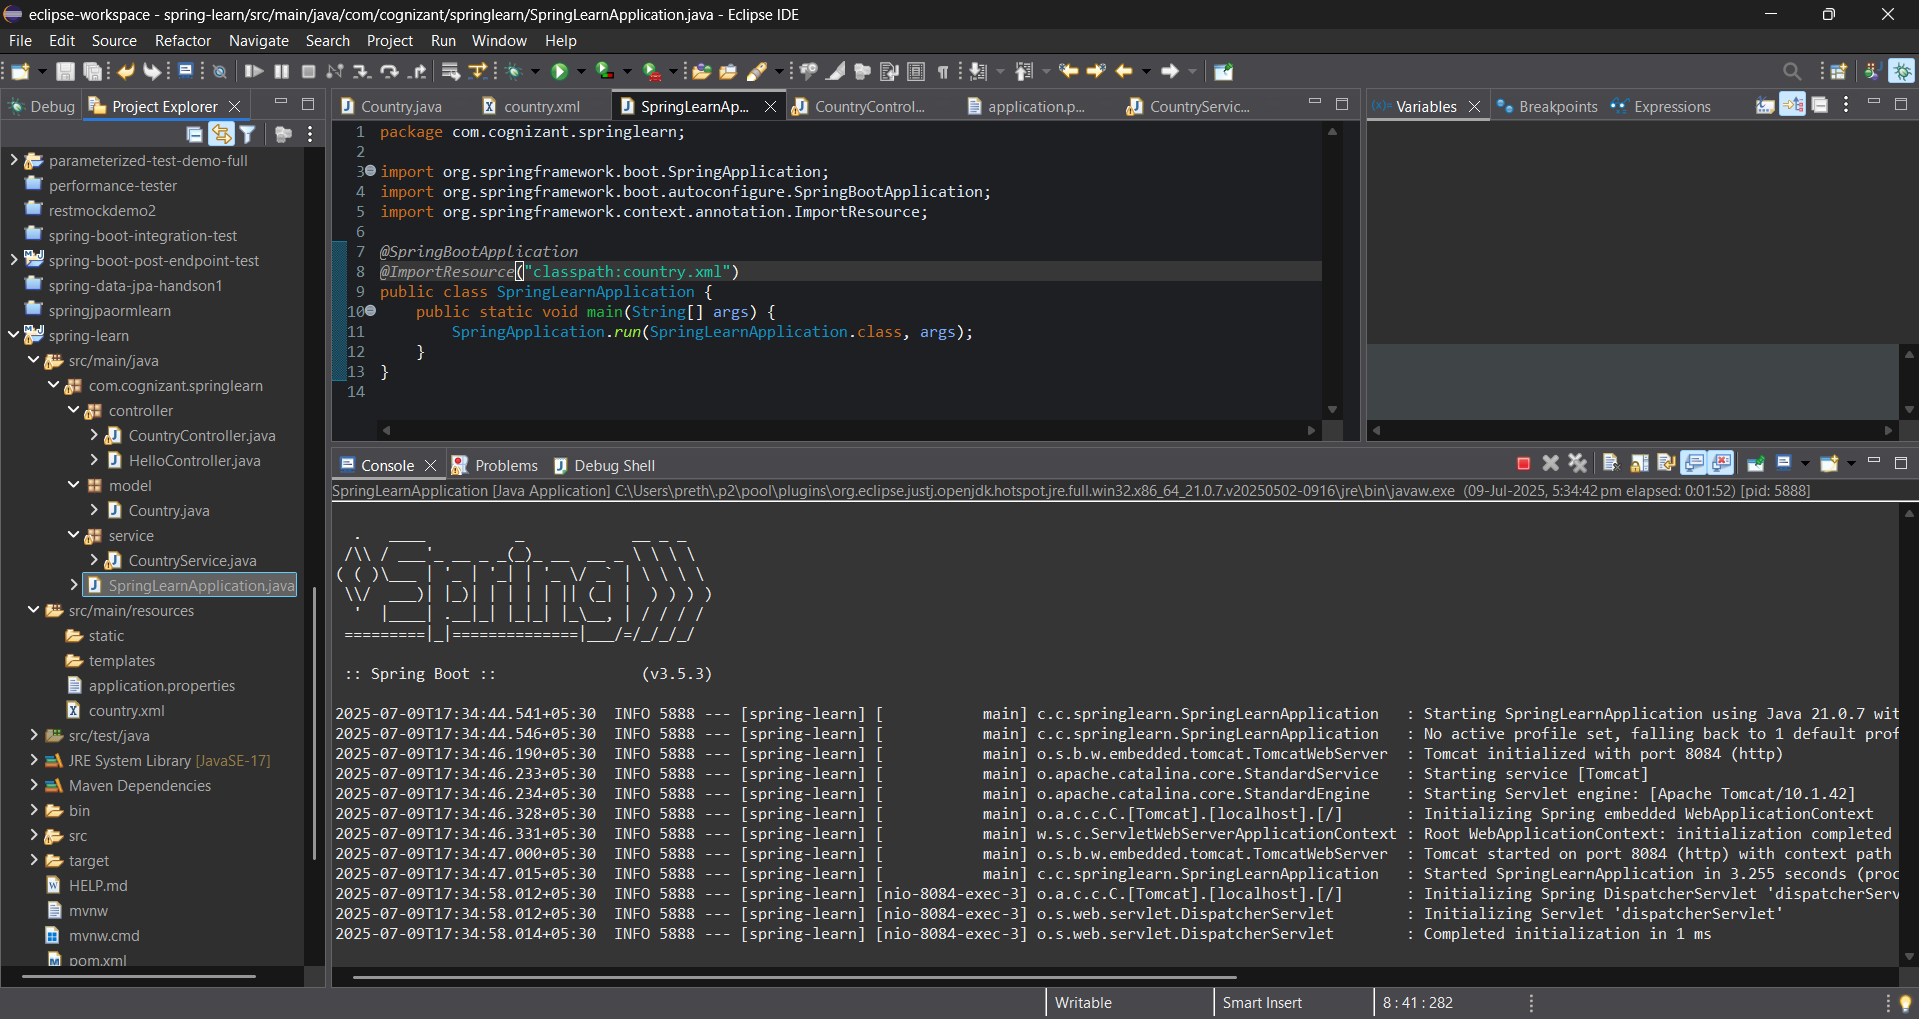 eclipse-workspace - spring-learn/src/main/java/com/cognizant/springlearn/SpringLearnApplication.java - Eclipse IDE
File Edit Source Refactor Navigate Search Project Run Window Help
Debug Project Explorer
parameterized-test-demo-full
performance-tester
restmockdemo2
spring-boot-integration-test
spring-boot-post-endpoint-test
spring-data-jpa-handson1
springjpaormlearn
spring-learn
src/main/java
com.cognizant.springlearn
controller
CountryController.java
HelloController.java
model
Country.java
service
CountryService.java
SpringLearnApplication.java
src/main/resources
static
templates
application.properties
country.xml
src/test/java
JRE System Library [JavaSE-17]
Maven Dependencies
bin
src
target
HELP.md
mvnw
mvnw.cmd
pom.xml
Country.java country.xml SpringLearnAp... CountryControl... application.p... CountryServic...
1 package com.cognizant.springlearn;
2
3 import org.springframework.boot.SpringApplication;
4 import org.springframework.boot.autoconfigure.SpringBootApplication;
5 import org.springframework.context.annotation.ImportResource;
6
7 @SpringBootApplication
8 @ImportResource("classpath:country.xml")
9 public class SpringLearnApplication {
10 public static void main(String[] args) {
11 SpringApplication.run(SpringLearnApplication.class, args);
12 }
13 }
14
(x)= Variables Breakpoints Expressions
Console Problems Debug Shell
SpringLearnApplication [Java Application] C:\Users\preth\.p2\pool\plugins\org.eclipse.justj.openjdk.hotspot.jre.full.win32.x86_64_21.0.7.v20250502-0916\jre\bin\javaw.exe (09-Jul-2025, 5:34:42 pm elapsed: 0:01:52) [pid: 5888]
Spring
:: Spring Boot :: (v3.5.3)
2025-07-09T17:34:44.541+05:30 INFO 5888 --- [spring-learn] [ main] c.c.springlearn.SpringLearnApplication : Starting SpringLearnApplication using Java 21.0.7 wit
2025-07-09T17:34:44.546+05:30 INFO 5888 --- [spring-learn] [ main] c.c.springlearn.SpringLearnApplication : No active profile set, falling back to 1 default prof
2025-07-09T17:34:46.190+05:30 INFO 5888 --- [spring-learn] [ main] o.s.b.w.embedded.tomcat.TomcatWebServer : Tomcat initialized with port 8084 (http)
2025-07-09T17:34:46.233+05:30 INFO 5888 --- [spring-learn] [ main] o.apache.catalina.core.StandardService : Starting service [Tomcat]
2025-07-09T17:34:46.234+05:30 INFO 5888 --- [spring-learn] [ main] o.apache.catalina.core.StandardEngine : Starting Servlet engine: [Apache Tomcat/10.1.42]
2025-07-09T17:34:46.328+05:30 INFO 5888 --- [spring-learn] [ main] o.a.c.c.C.[Tomcat].[localhost].[/] : Initializing Spring embedded WebApplicationContext
2025-07-09T17:34:46.331+05:30 INFO 5888 --- [spring-learn] [ main] w.s.c.ServletWebServerApplicationContext : Root WebApplicationContext: initialization completed
2025-07-09T17:34:47.000+05:30 INFO 5888 --- [spring-learn] [ main] o.s.b.w.embedded.tomcat.TomcatWebServer : Tomcat started on port 8084 (http) with context path
2025-07-09T17:34:47.015+05:30 INFO 5888 --- [spring-learn] [ main] c.c.springlearn.SpringLearnApplication : Started SpringLearnApplication in 3.255 seconds (proc
2025-07-09T17:34:58.012+05:30 INFO 5888 --- [spring-learn] [nio-8084-exec-3] o.a.c.c.C.[Tomcat].[localhost].[/] : Initializing Spring DispatcherServlet 'dispatcherServ
2025-07-09T17:34:58.012+05:30 INFO 5888 --- [spring-learn] [nio-8084-exec-3] o.s.web.servlet.DispatcherServlet : Initializing Servlet 'dispatcherServlet'
2025-07-09T17:34:58.014+05:30 INFO 5888 --- [spring-learn] [nio-8084-exec-3] o.s.web.servlet.DispatcherServlet : Completed initialization in 1 ms
Writable Smart Insert 8 : 41 : 282